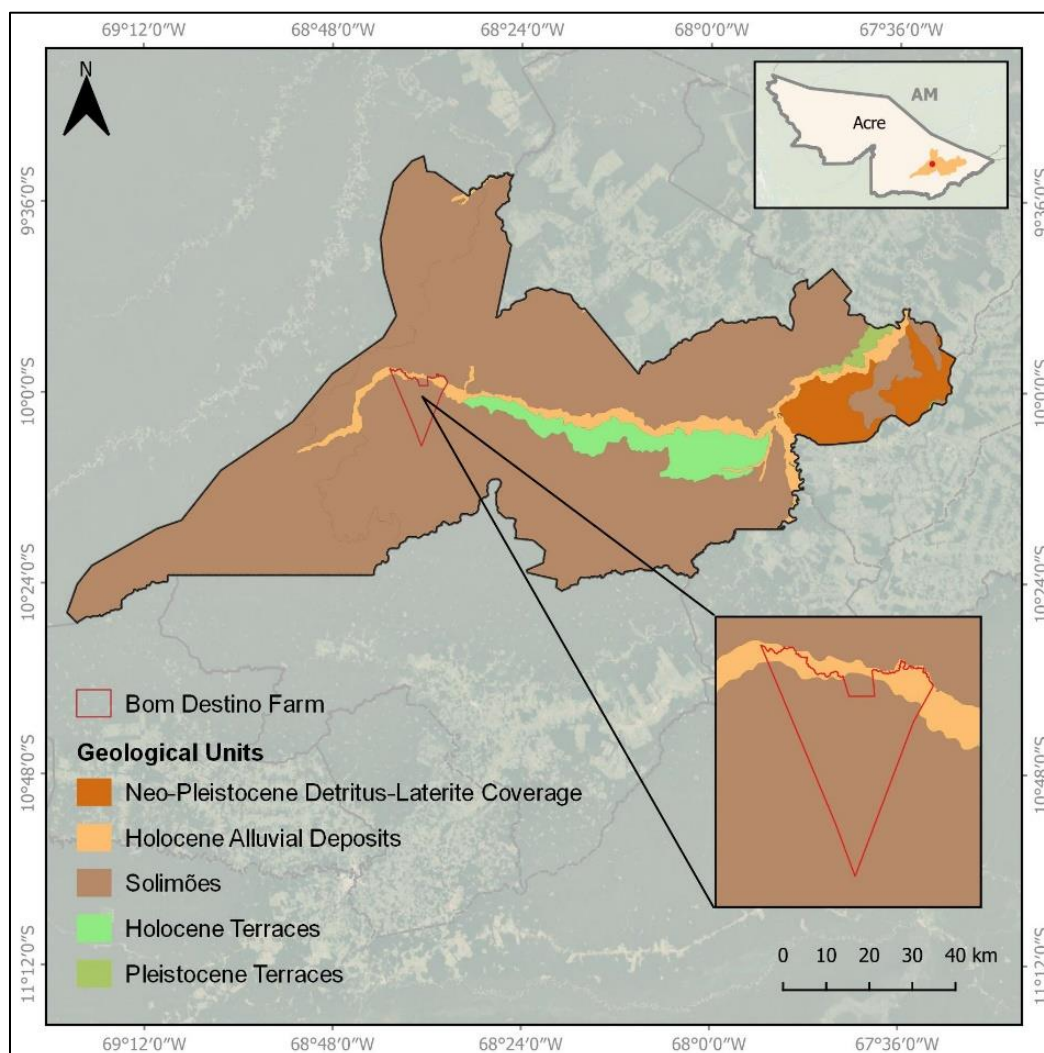 69°12′0″W 68°48′0″W 68°24′0″W 68°0′0″W 67°36′0″W
N
AM
Acre
9°36′0″S 9°36′0″S
10°0′0″S 10°0′0″S
10°24′0″S 10°24′0″S
Bom Destino Farm
Geological Units
10°48′0″S 10°48′0″S
Neo-Pleistocene Detritus-Laterite Coverage
Holocene Alluvial Deposits
Solimões
Holocene Terraces
0 10 20 30 40 km
Pleistocene Terraces
11°12′0″S 11°12′0″S
69°12′0″W 68°48′0″W 68°24′0″W 68°0′0″W 67°36′0″W